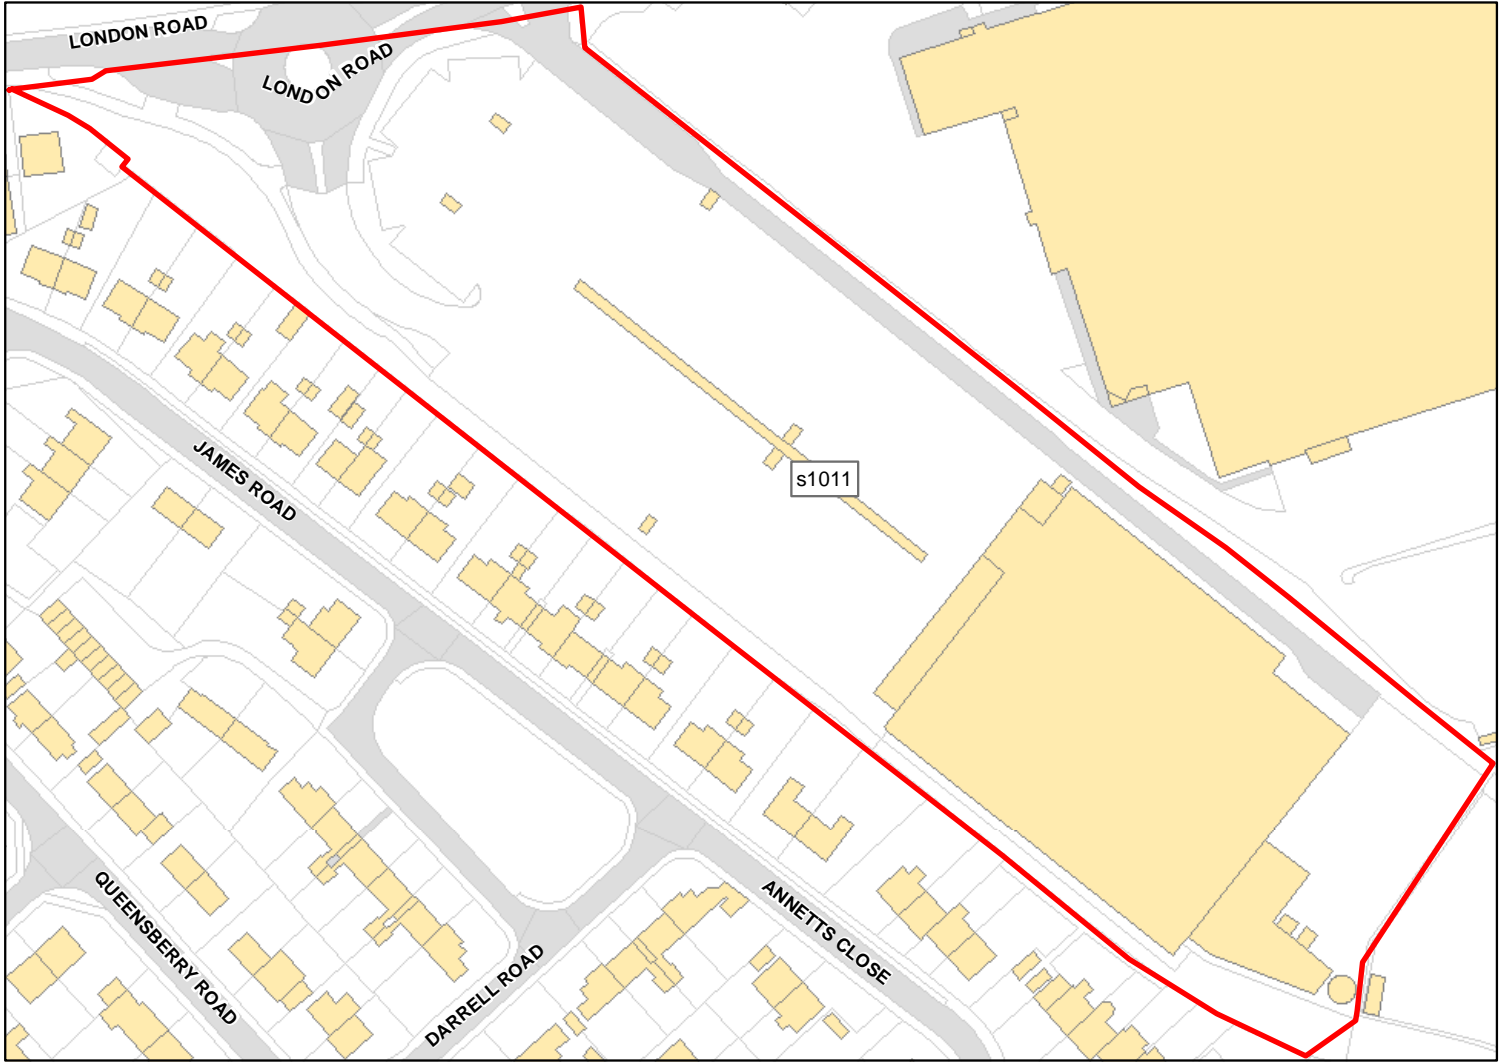 LONDON ROAD
LONDON ROAD
JAMES ROAD
s1011
ANNETTS CLOSE
QUEENSBERRY ROAD
DARRELL ROAD